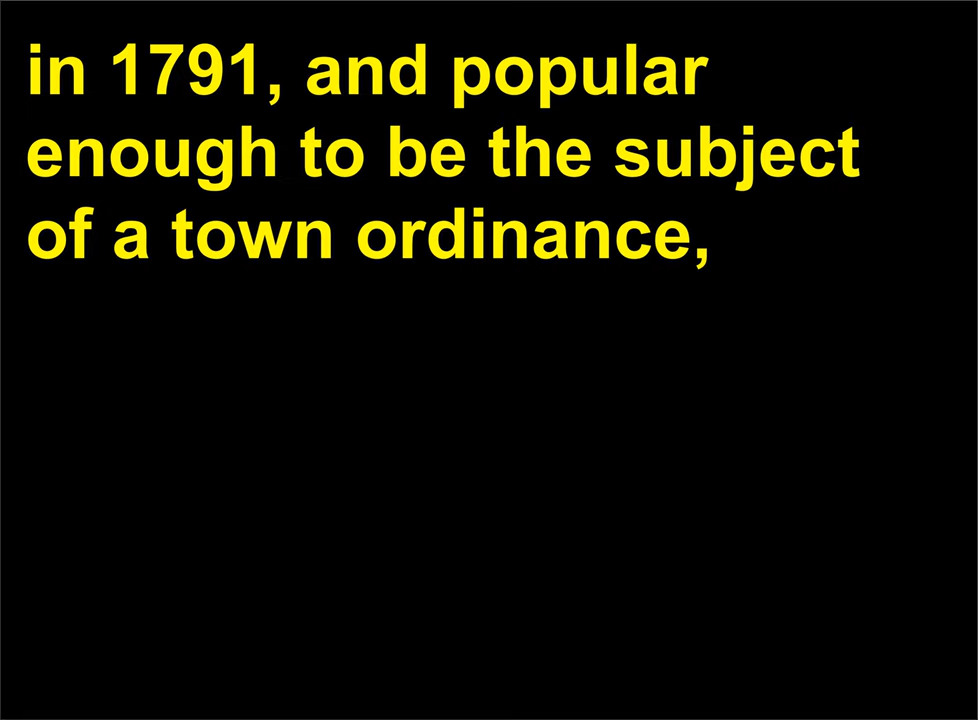 in 1791, and popular
enough to be the subject
of a town ordinance,